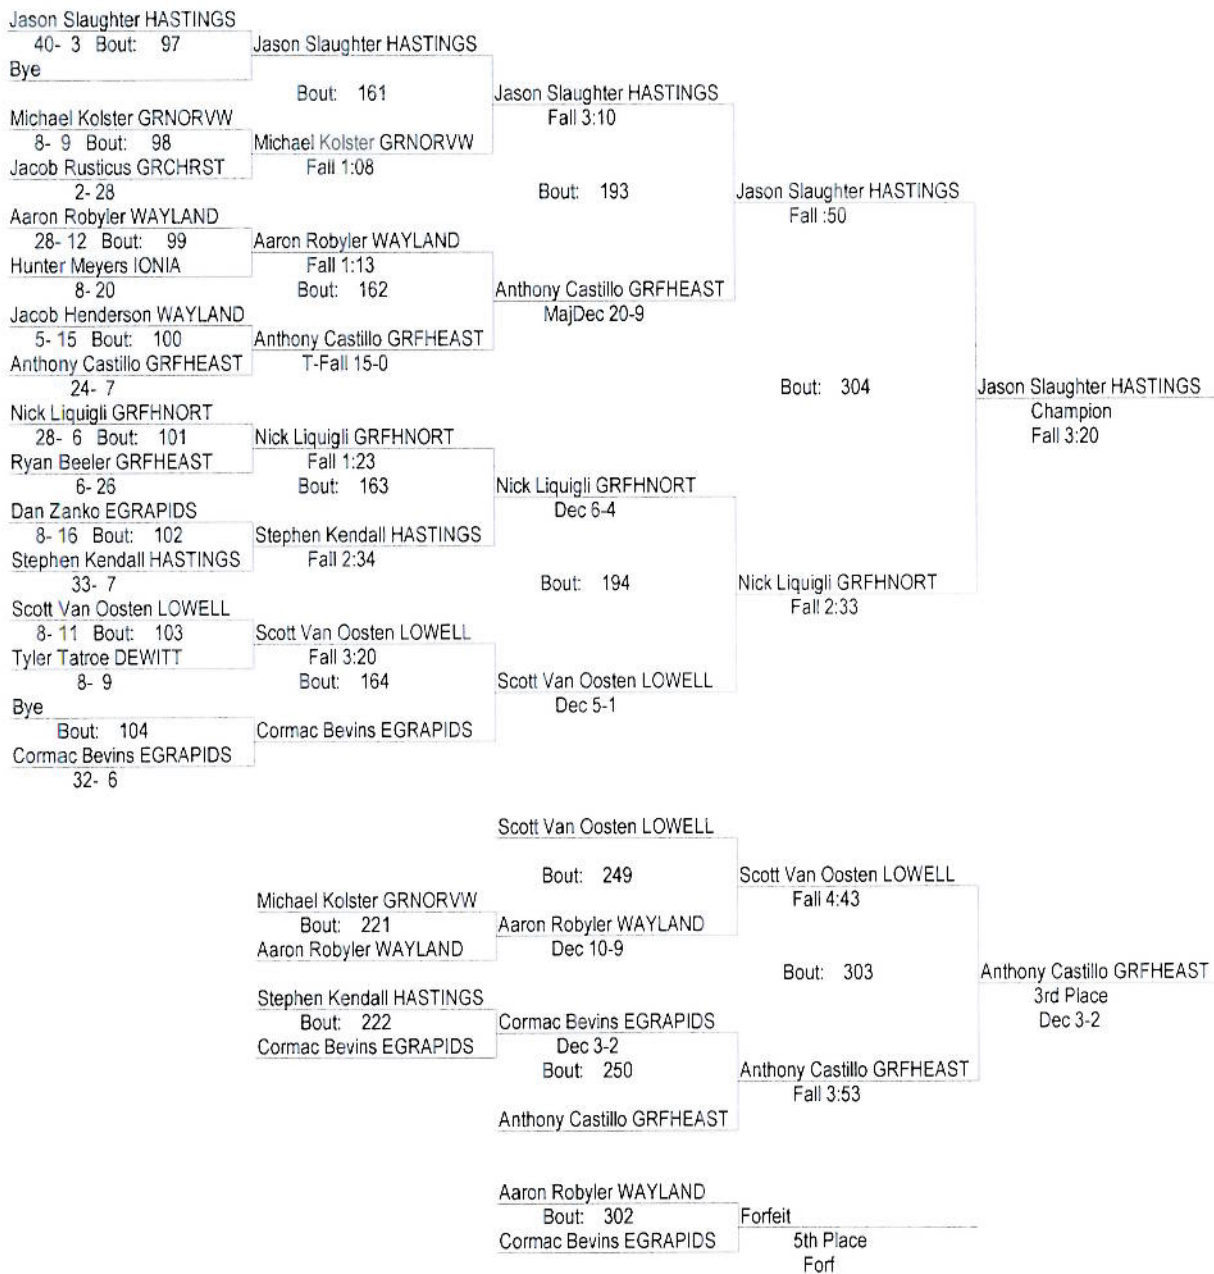 Jason Slaughter HASTINGS
40- 3 Bout: 97
Bye
Michael Kolster GRNORVW
8- 9 Bout: 98
Jacob Rusticus GRCHRST
2- 28
Aaron Robyler WAYLAND
28- 12 Bout: 99
Hunter Meyers IONIA
8- 20
Jacob Henderson WAYLAND
5- 15 Bout: 100
Anthony Castillo GRFHEAST
24- 7
Nick Liquigli GRFHNORT
28- 6 Bout: 101
Ryan Beeler GRFHEAST
6- 26
Dan Zanko EGRAPIDS
8- 16 Bout: 102
Stephen Kendall HASTINGS
33- 7
Scott Van Oosten LOWELL
8- 11 Bout: 103
Tyler Tatroe DEWITT
8- 9
Bye
Bout: 104
Cormac Bevins EGRAPIDS
32- 6
Jason Slaughter HASTINGS
Bout: 161
Michael Kolster GRNORVW
Fall 1:08
Aaron Robyler WAYLAND
Fall 1:13
Bout: 162
Anthony Castillo GRFHEAST
T-Fall 15-0
Nick Liquigli GRFHNORT
Fall 1:23
Bout: 163
Stephen Kendall HASTINGS
Fall 2:34
Scott Van Oosten LOWELL
Fall 3:20
Bout: 164
Cormac Bevins EGRAPIDS
Jason Slaughter HASTINGS
Fall 3:10
Bout: 193
Anthony Castillo GRFHEAST
MajDec 20-9
Nick Liquigli GRFHNORT
Dec 6-4
Bout: 194
Scott Van Oosten LOWELL
Dec 5-1
Jason Slaughter HASTINGS
Fall :50
Bout: 304
Nick Liquigli GRFHNORT
Fall 2:33
Jason Slaughter HASTINGS
Champion
Fall 3:20
Michael Kolster GRNORVW
Bout: 221
Aaron Robyler WAYLAND
Stephen Kendall HASTINGS
Bout: 222
Cormac Bevins EGRAPIDS
Scott Van Oosten LOWELL
Bout: 249
Aaron Robyler WAYLAND
Dec 10-9
Cormac Bevins EGRAPIDS
Dec 3-2
Bout: 250
Anthony Castillo GRFHEAST
Scott Van Oosten LOWELL
Fall 4:43
Bout: 303
Anthony Castillo GRFHEAST
Fall 3:53
Anthony Castillo GRFHEAST
3rd Place
Dec 3-2
Aaron Robyler WAYLAND
Bout: 302
Cormac Bevins EGRAPIDS
Forfeit
5th Place
Forf